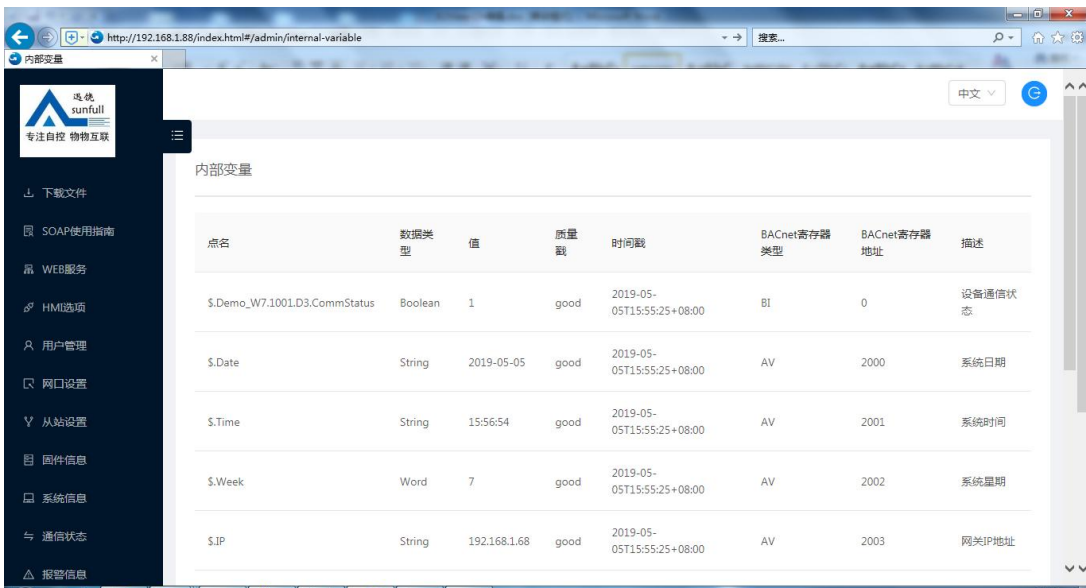 http://192.168.1.88/index.html#/admin/internal-variable
搜索...
内部变量
sunfull
专注自控 物物互联
中文
内部变量
下载文件
SOAP使用指南
WEB服务
HMI选项
用户管理
网口设置
从站设置
固件信息
系统信息
通信状态
报警信息
点名 数据类型 值 质量戳 时间戳 BACnet寄存器类型 BACnet寄存器地址 描述
$.Demo_W7.1001.D3.CommStatus Boolean 1 good 2019-05-05T15:55:25+08:00 BI 0 设备通信状态
$.Date String 2019-05-05 good 2019-05-05T15:55:25+08:00 AV 2000 系统日期
$.Time String 15:56:54 good 2019-05-05T15:55:25+08:00 AV 2001 系统时间
$.Week Word 7 good 2019-05-05T15:55:25+08:00 AV 2002 系统星期
$.IP String 192.168.1.68 good 2019-05-05T15:55:25+08:00 AV 2003 网关IP地址